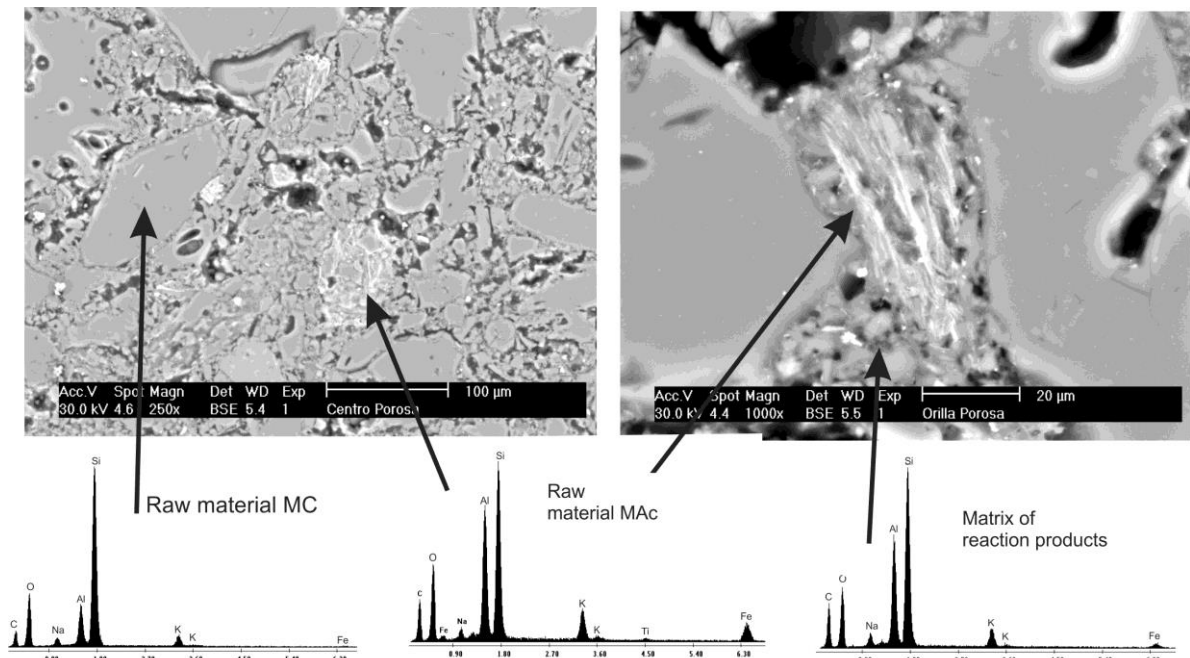 Acc.V Spot Magn Det WD Exp 100 µm
30.0 kV 4.6 250x BSE 5.4 1 Centro Porosa
Acc.V Spot Magn Det WD Exp 20 µm
30.0 kV 4.4 1000x BSE 5.5 1 Orilla Porosa
Raw material MC
C
O
Na
Al
Si
K
K
Fe
Raw
material MAc
c
O
Fe
Na
Al
Si
K
K
Ti
Fe
0.90 1.80 2.70 3.60 4.50 6.30
Matrix of
reaction products
C
Na
Al
Si
K
K
Fe